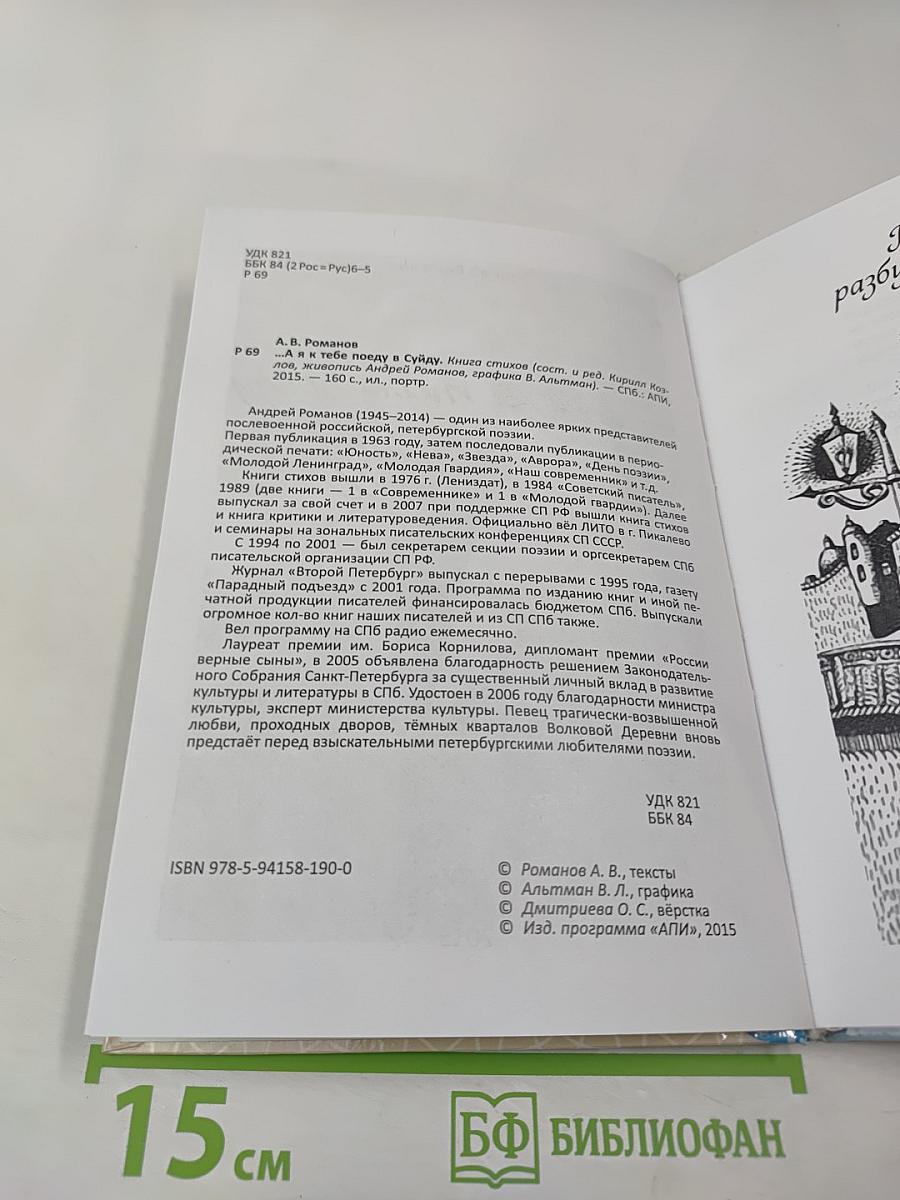 УДК 821
ББК 84 (2 Рос=Рус)6–5
Р 69
А. В. Романов
Р 69 ...А я к тебе поеду в Суйду. Книга стихов (сост. и ред. Кирилл Коз-
лов, живопись Андрей Романов, графика В. Альтман). — СПб.: АПИ,
2015. — 160 с., ил., портр.
Андрей Романов (1945–2014) — один из наиболее ярких представителей
послевоенной российской, петербургской поэзии.
Первая публикация в 1963 году, затем последовали публикации в перио-
дической печати: «Юность», «Нева», «Звезда», «Аврора», «День поэзии»,
«Молодой Ленинград», «Молодая Гвардия», «Наш современник» и т.д.
Книги стихов вышли в 1976 г. (Лениздат), в 1984 «Советский писатель»,
1989 (две книги — 1 в «Современнике» и 1 в «Молодой гвардии»). Далее
выпускал за свой счет и в 2007 при поддержке СП РФ вышли книга стихов
и книга критики и литературоведения. Официально вёл ЛИТО в г. Пикалево
и семинары на зональных писательских конференциях СП СССР.
С 1994 по 2001 — был секретарем секции поэзии и оргсекретарем СПб
писательской организации СП РФ.
Журнал «Второй Петербург» выпускал с перерывами с 1995 года, газету
«Парадный подъезд» с 2001 года. Программа по изданию книг и иной пе-
чатной продукции писателей финансировалась бюджетом СПб. Выпускали
огромное кол-во книг наших писателей и из СП СПб также.
Вел программу на СПб радио ежемесячно.
Лауреат премии им. Бориса Корнилова, дипломант премии «России
верные сыны», в 2005 объявлена благодарность решением Законодатель-
ного Собрания Санкт-Петербурга за существенный личный вклад в развитие
культуры и литературы в СПб. Удостоен в 2006 году благодарности министра
культуры, эксперт министерства культуры. Певец трагически-возвышенной
любви, проходных дворов, тёмных кварталов Волковой Деревни вновь
предстаёт перед взыскательными петербургскими любителями поэзии.
УДК 821
ББК 84
ISBN 978-5-94158-190-0
© Романов А. В., тексты
© Альтман В. Л., графика
© Дмитриева О. С., вёрстка
© Изд. программа «АПИ», 2015
15 см
БФ БИБЛИОФАН